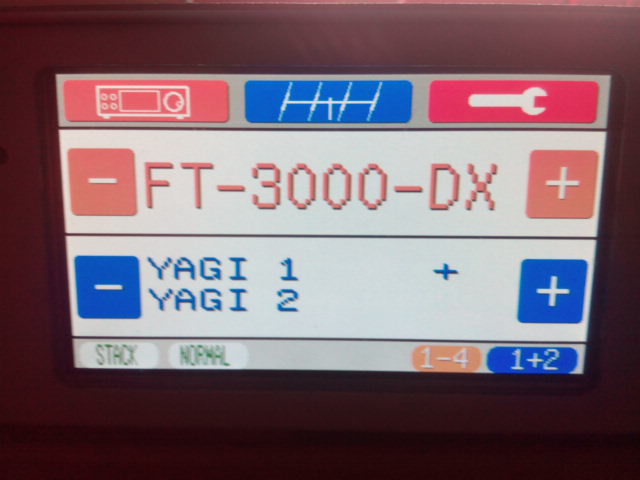 - FT-3000-DX +
- YAGI 1 + +
YAGI 2
STACK NORMAL 1-4 1+2